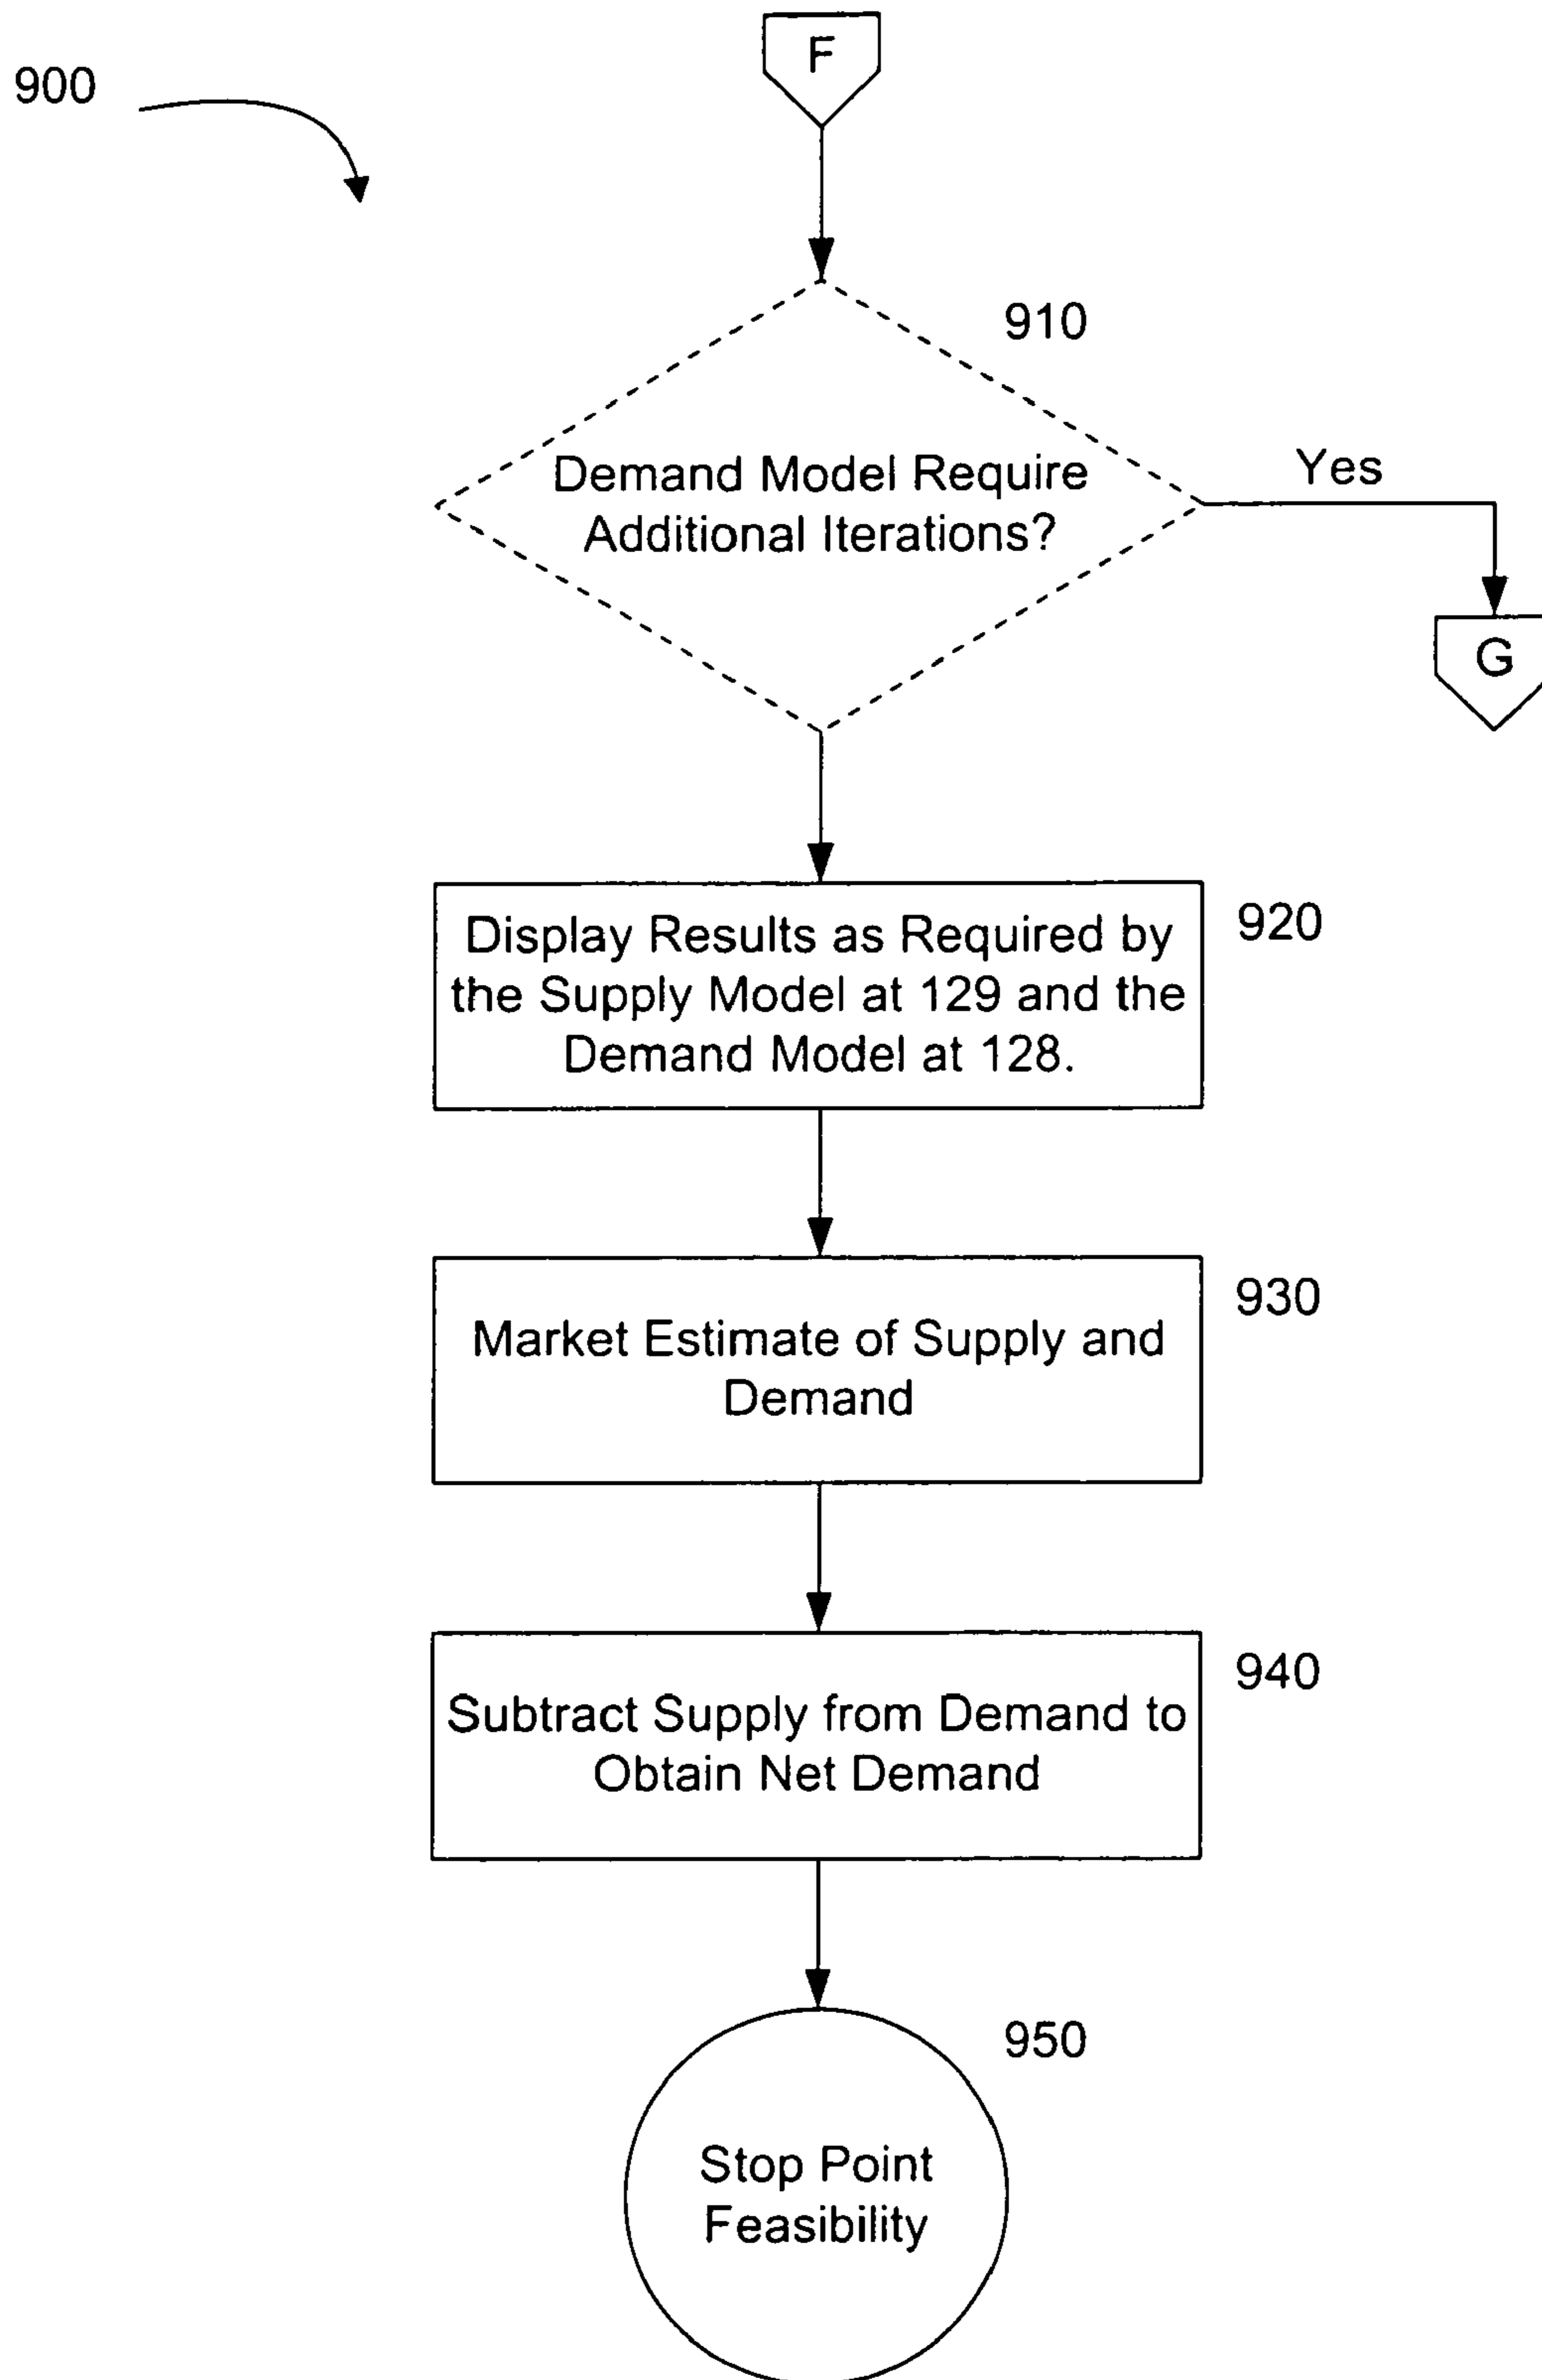 F
900
910
Demand Model Require
Additional Iterations?
Yes
G
920
Display Results as Required by
the Supply Model at 129 and the
Demand Model at 128.
930
Market Estimate of Supply and
Demand
940
Subtract Supply from Demand to
Obtain Net Demand
950
Stop Point
Feasibility